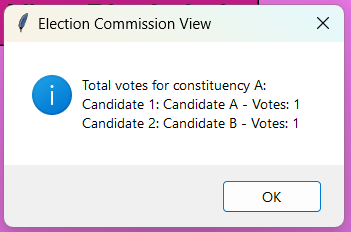 Election Commission View
Total votes for constituency A:
Candidate 1: Candidate A - Votes: 1
Candidate 2: Candidate B - Votes: 1
OK